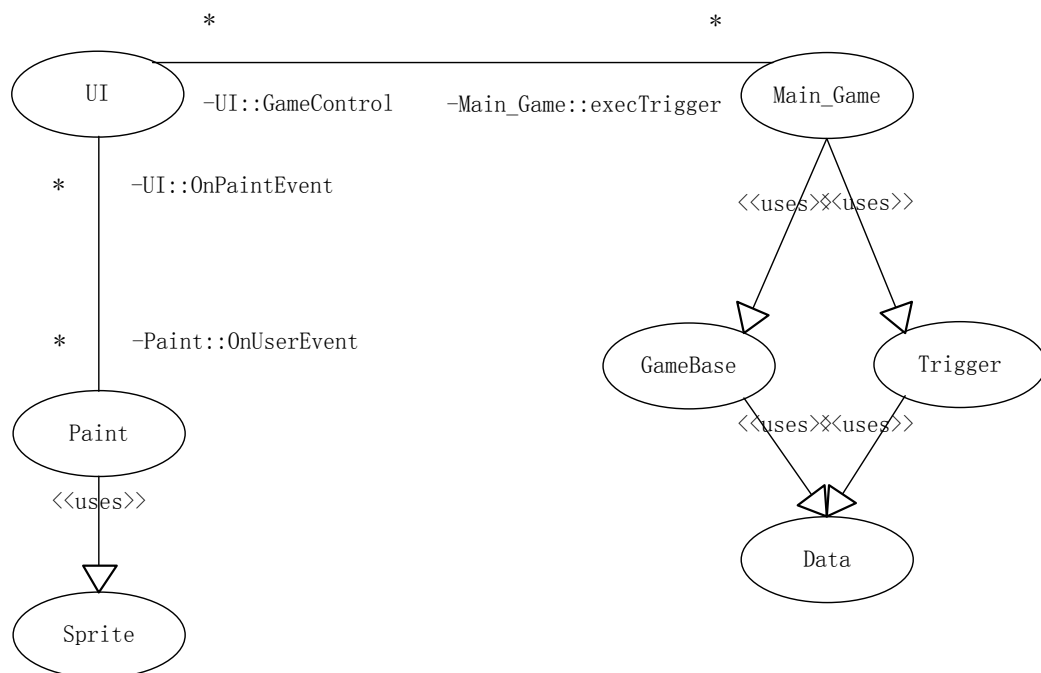 * *
UI Main_Game
-UI::GameControl -Main_Game::execTrigger
* -UI::OnPaintEvent
<<uses>> <<uses>>
* -Paint::OnUserEvent
GameBase Trigger
Paint <<uses>> <<uses>>
<<uses>>
Data
Sprite